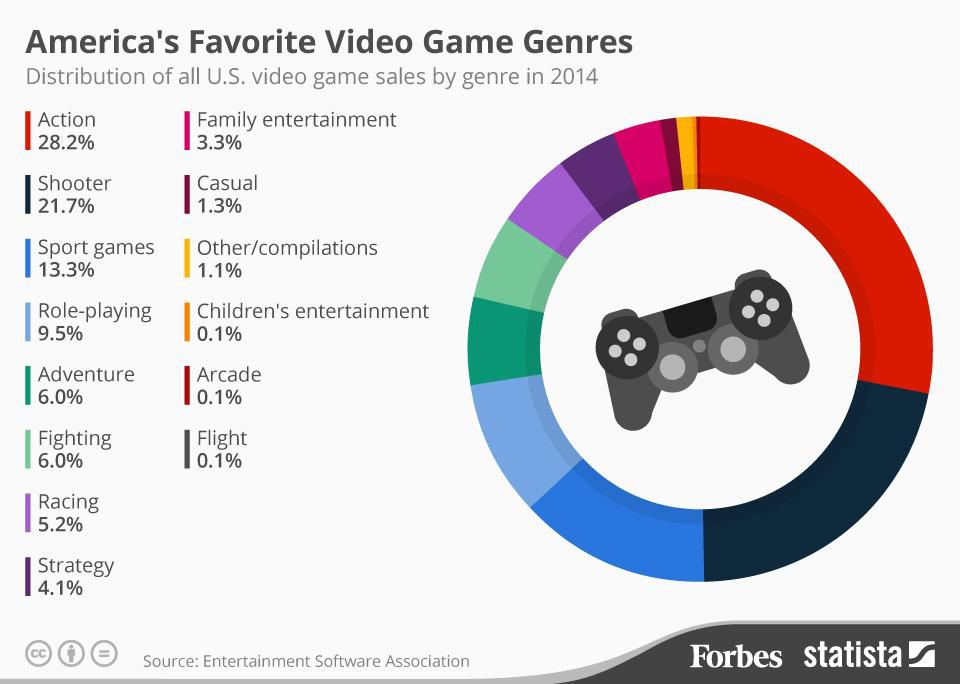 America's Favorite Video Game Genres
Distribution of all U.S. video game sales by genre in 2014
Action
28.2%
Shooter
21.7%
Sport games
13.3%
Role-playing
9.5%
Adventure
6.0%
Fighting
6.0%
Racing
5.2%
Strategy
4.1%
Family entertainment
3.3%
Casual
1.3%
Other/compilations
1.1%
Children's entertainment
0.1%
Arcade
0.1%
Flight
0.1%
cc
Source: Entertainment Software Association
Forbes statista